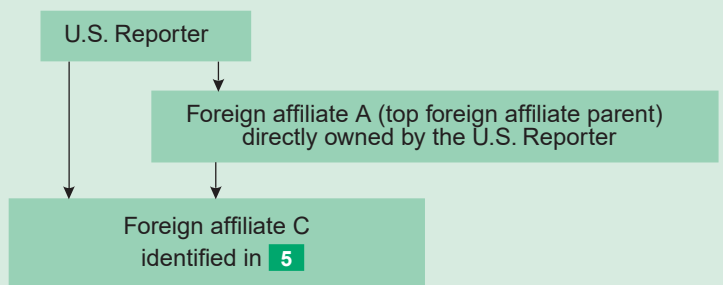 U.S. Reporter
Foreign affiliate A (top foreign affiliate parent)
directly owned by the U.S. Reporter
Foreign affiliate C
identified in 5